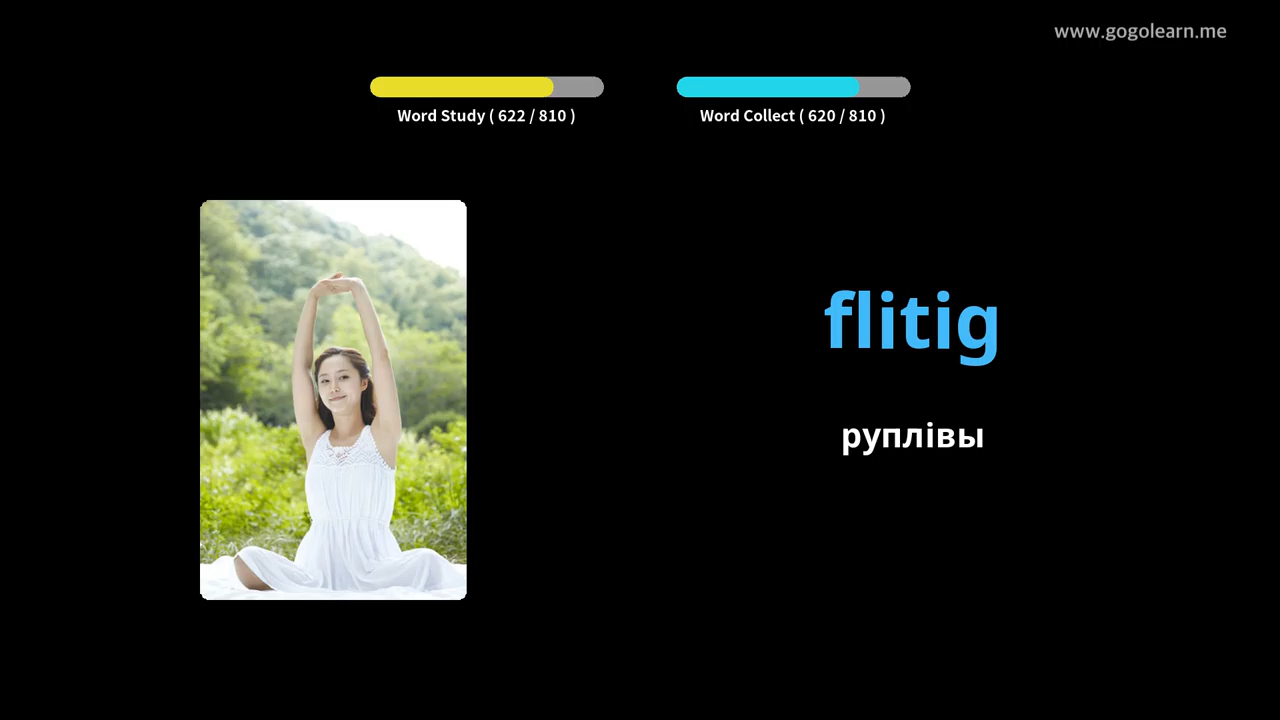 www.gogolearn.me
Word Study ( 622 / 810 )
Word Collect ( 620 / 810 )
flitig
руплівы